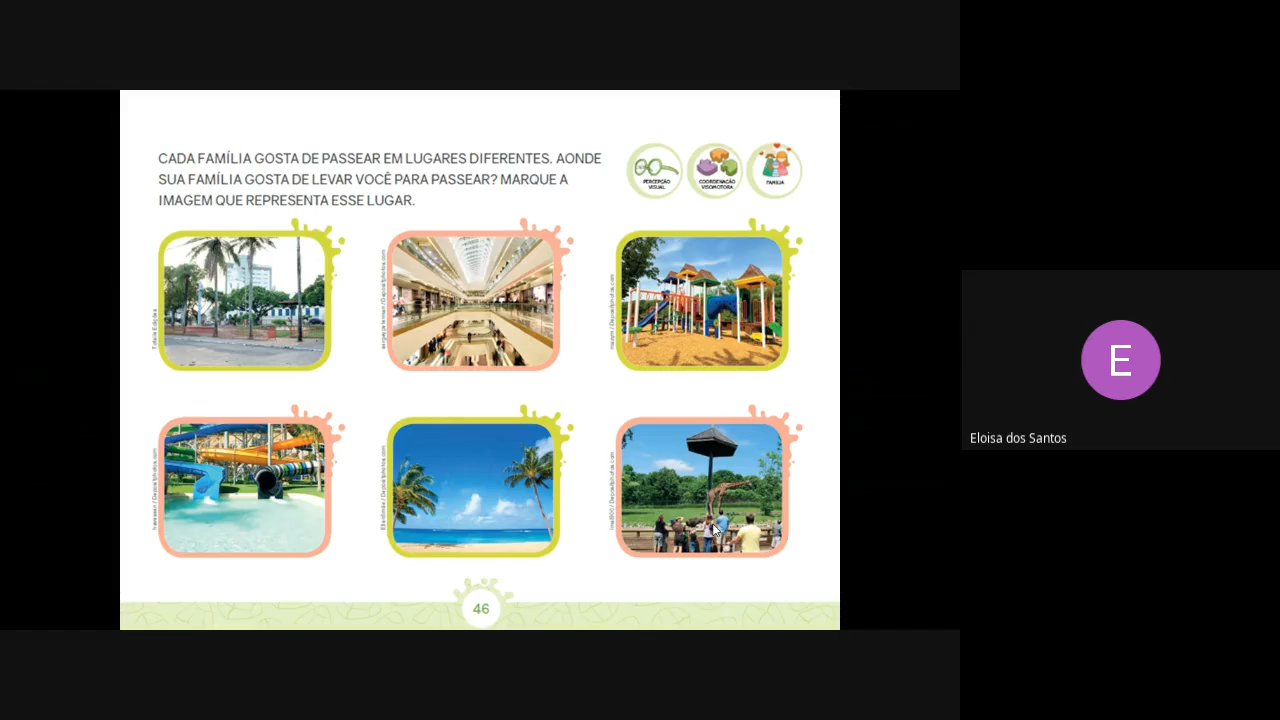 CADA FAMÍLIA GOSTA DE PASSEAR EM LUGARES DIFERENTES. AONDE
SUA FAMÍLIA GOSTA DE LEVAR VOCÊ PARA PASSEAR? MARQUE A
IMAGEM QUE REPRESENTA ESSE LUGAR.
PERCEPÇÃO
VISUAL
COORDENAÇÃO
VISOMOTORA
FAMÍLIA
E
Eloisa dos Santos
46